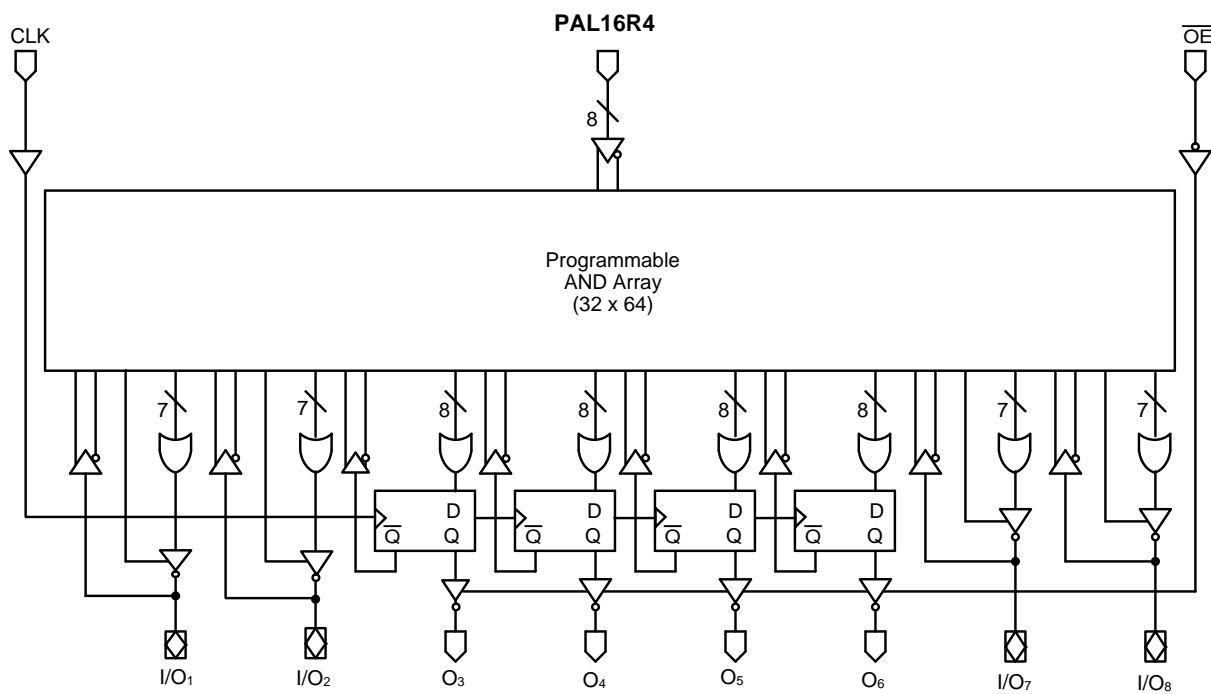 PAL16R4
CLK
O̅E̅
8
Programmable
AND Array
(32 x 64)
7
7
8
8
8
8
7
7
D
D
D
D
Q̅
Q
Q̅
Q
Q̅
Q
Q̅
Q
I/O₁
I/O₂
O₃
O₄
O₅
O₆
I/O₇
I/O₈